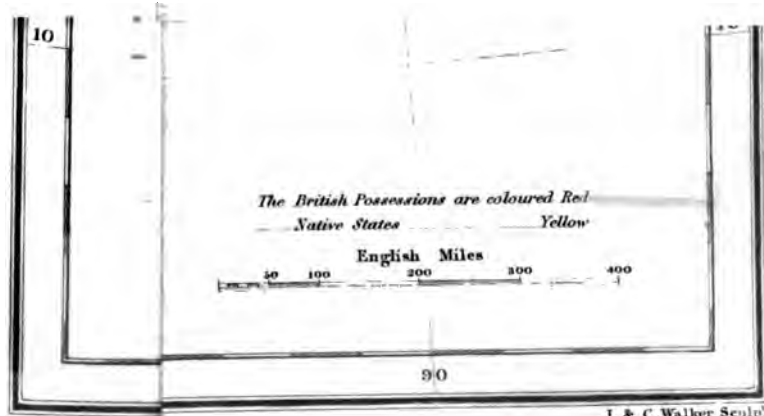 10
The British Possessions are coloured Red
Native States Yellow
English Miles
50 100 200 300 400
90
J. & C. Walker Sculp